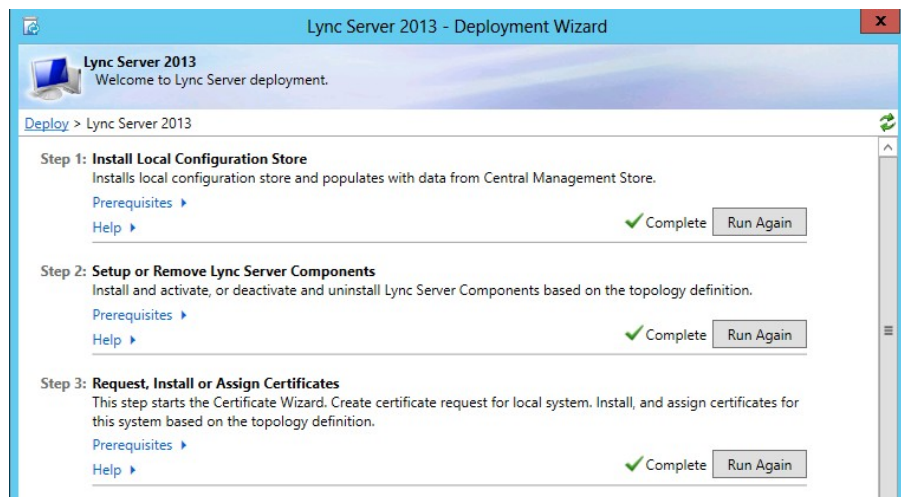 Lync Server 2013 - Deployment Wizard
x
Lync Server 2013
Welcome to Lync Server deployment.
Deploy > Lync Server 2013
Step 1: Install Local Configuration Store
Installs local configuration store and populates with data from Central Management Store.
Prerequisites
Help
Complete Run Again
Step 2: Setup or Remove Lync Server Components
Install and activate, or deactivate and uninstall Lync Server Components based on the topology definition.
Prerequisites
Help
Complete Run Again
Step 3: Request, Install or Assign Certificates
This step starts the Certificate Wizard. Create certificate request for local system. Install, and assign certificates for
this system based on the topology definition.
Prerequisites
Help
Complete Run Again